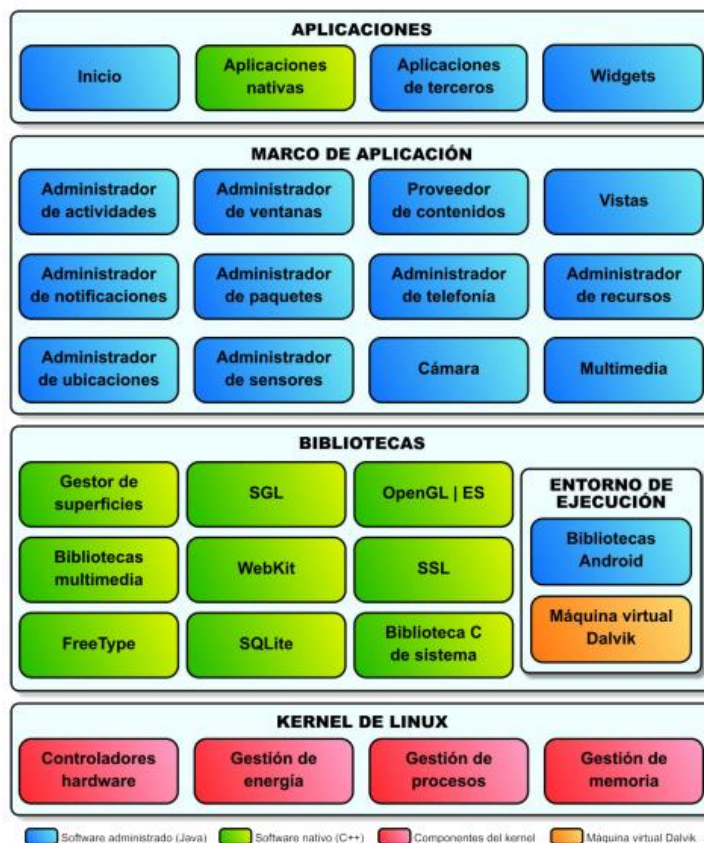 APLICACIONES
Inicio
Aplicaciones
nativas
Aplicaciones
de terceros
Widgets
MARCO DE APLICACIÓN
Administrador
de actividades
Administrador
de ventanas
Proveedor
de contenidos
Vistas
Administrador
de notificaciones
Administrador
de paquetes
Administrador
de telefonía
Administrador
de recursos
Administrador
de ubicaciones
Administrador
de sensores
Cámara
Multimedia
BIBLIOTECAS
Gestor de
superficies
SGL
OpenGL | ES
Bibliotecas
multimedia
WebKit
SSL
FreeType
SQLite
Biblioteca C
de sistema
ENTORNO DE
EJECUCIÓN
Bibliotecas
Android
Máquina virtual
Dalvik
KERNEL DE LINUX
Controladores
hardware
Gestión de
energía
Gestión de
procesos
Gestión de
memoria
Software administrado (Java)
Software nativo (C++)
Componentes del kernel
Máquina virtual Dalvik